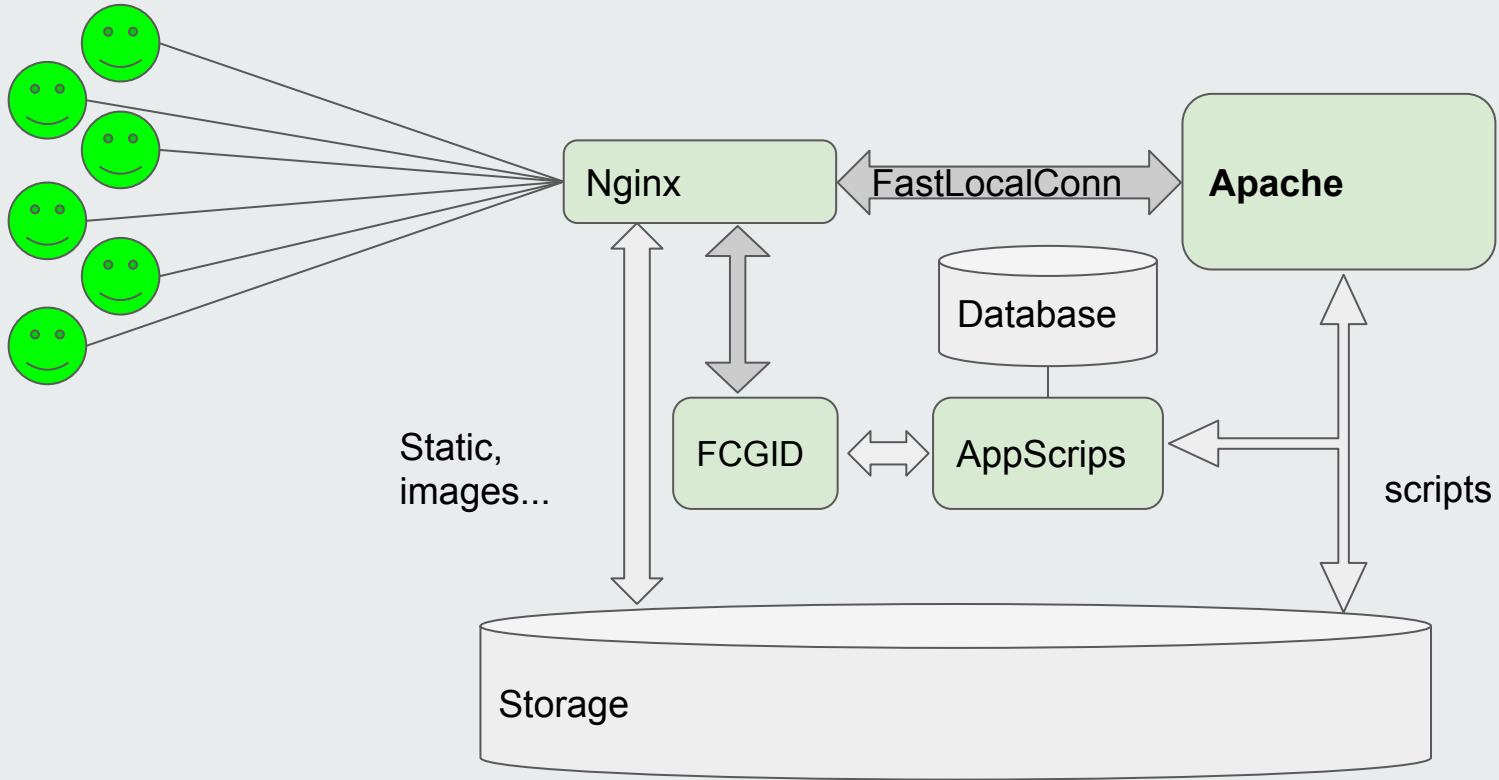 Nginx
FastLocalConn
Apache
Database
Static,
images...
FCGID
AppScrips
scripts
Storage